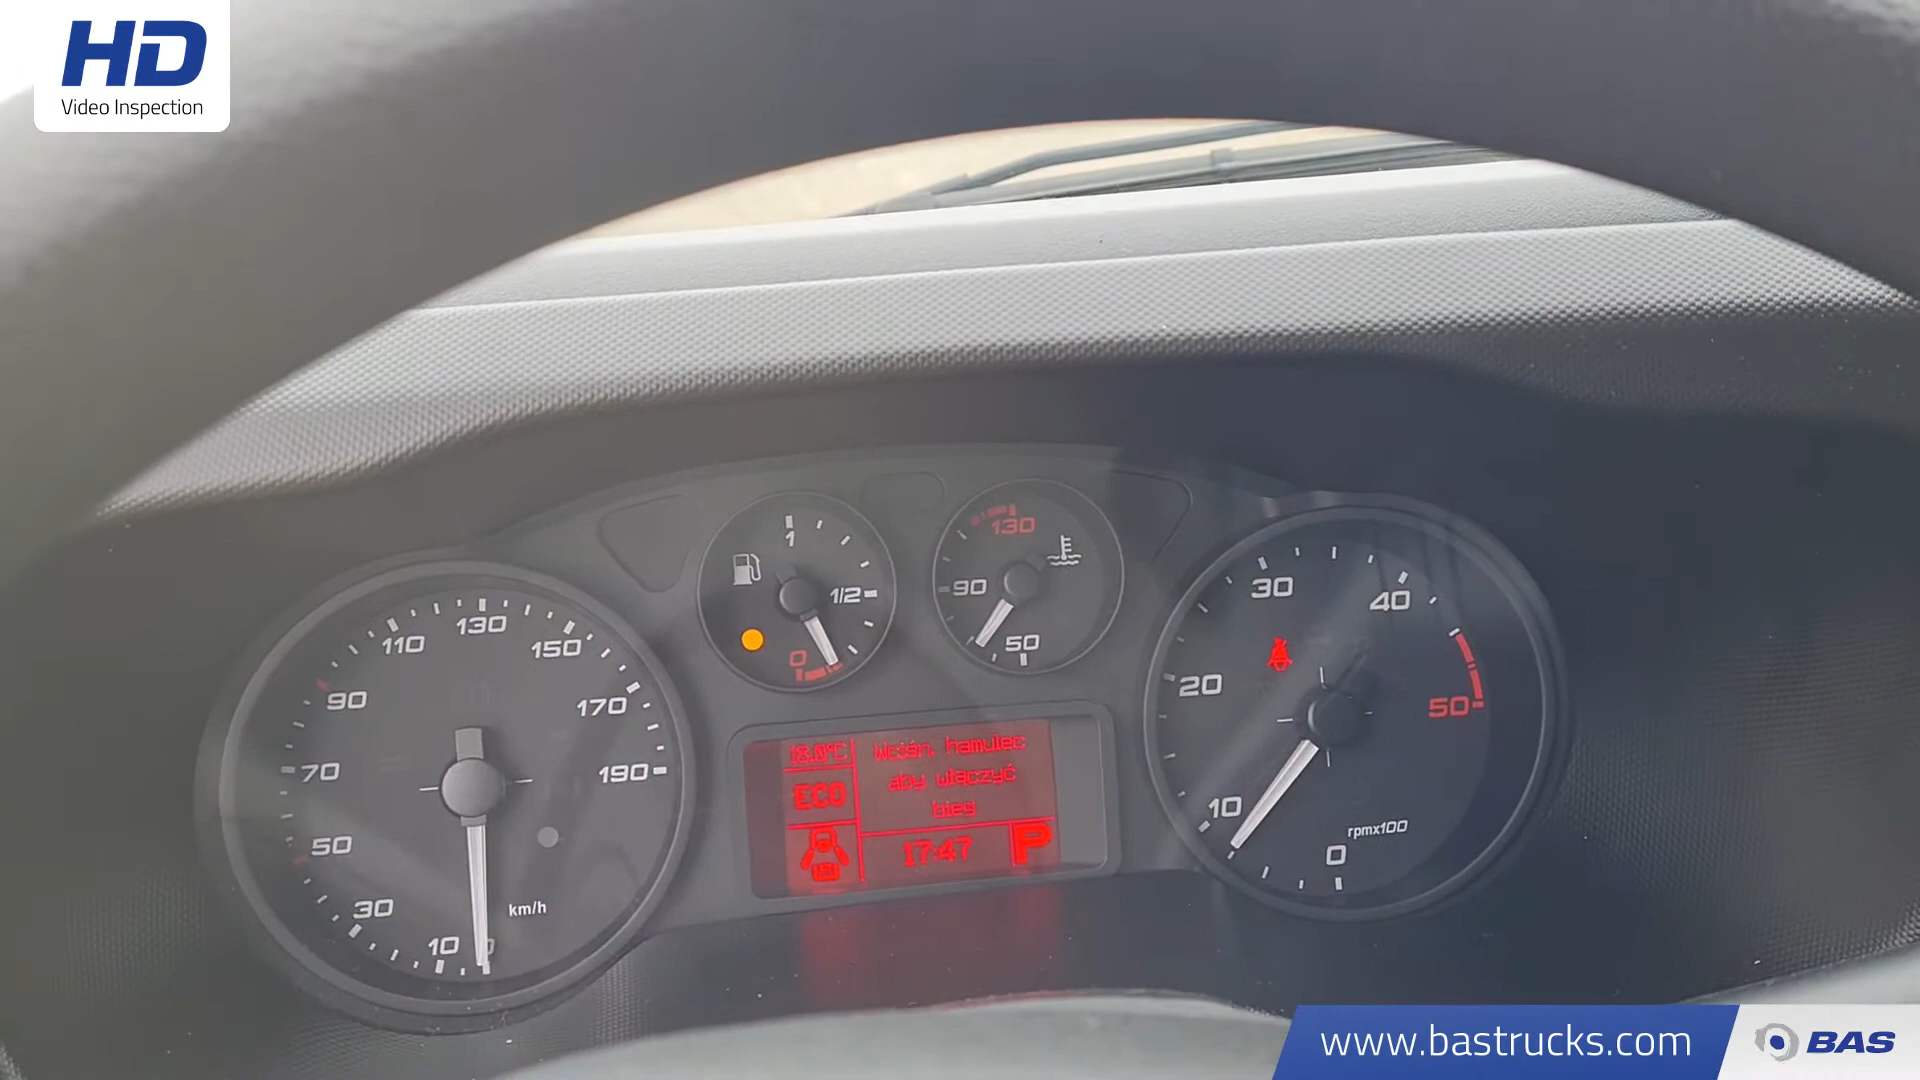 HD
Video Inspection
1
1/2
0
130
90
50
110
130
150
90
170
70
190
50
30
10
0
km/h
30
40
20
50
10
0
rpmx100
18.0°C
Wciśn. hamulec
aby włączyć
bieg
ECO
17:47
P
www.bastrucks.com
BAS